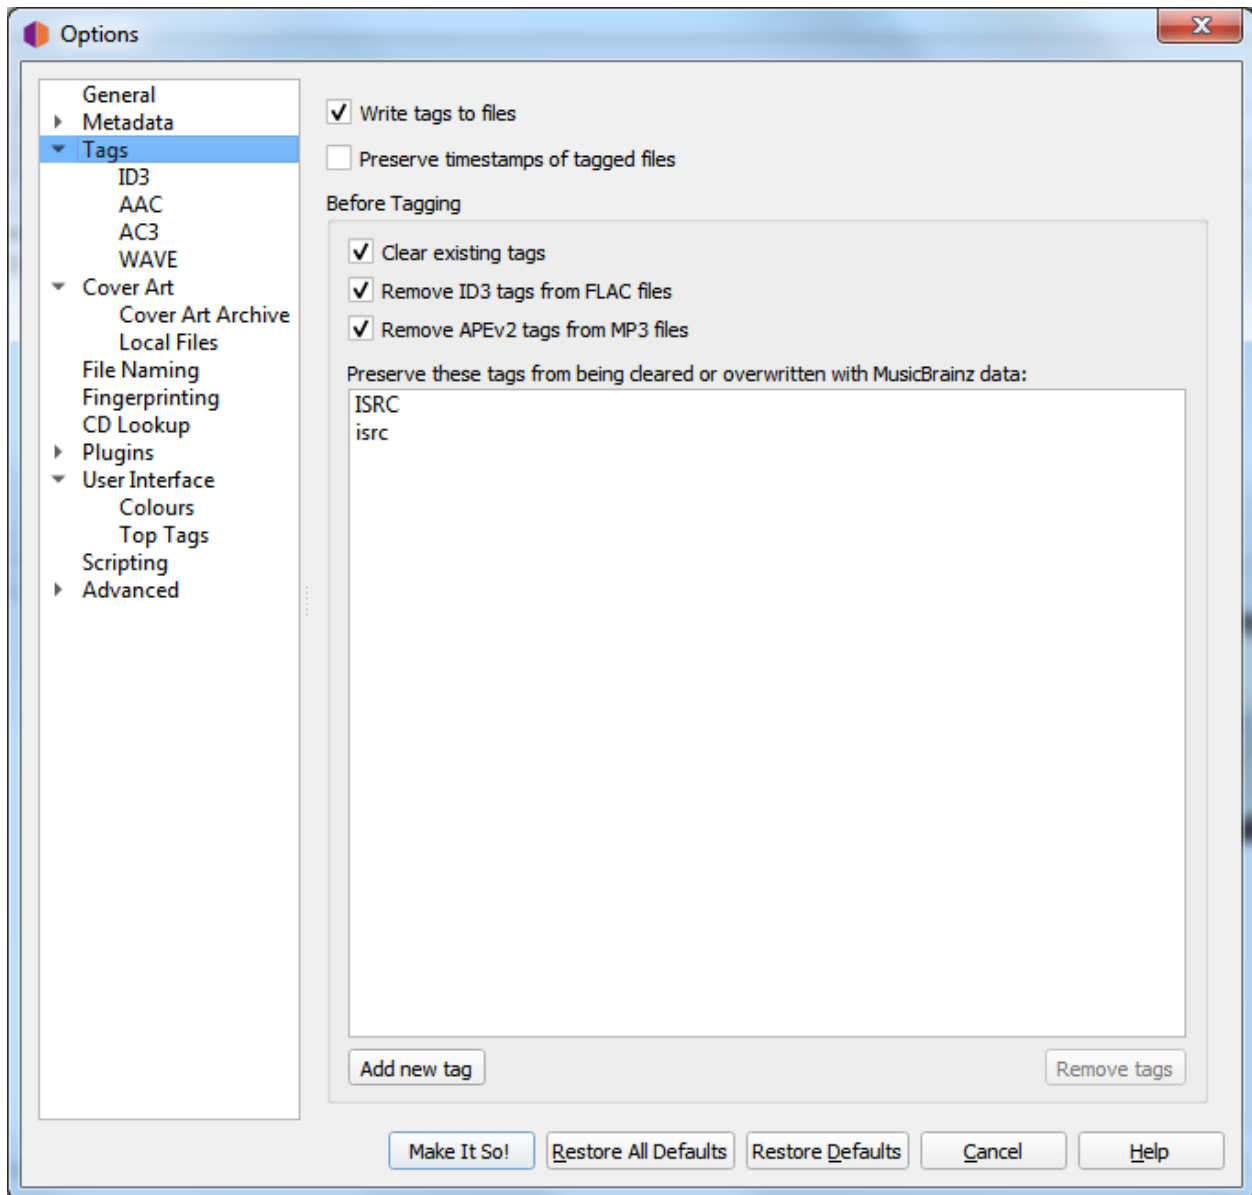 Options
General
Metadata
Tags
ID3
AAC
AC3
WAVE
Cover Art
Cover Art Archive
Local Files
File Naming
Fingerprinting
CD Lookup
Plugins
User Interface
Colours
Top Tags
Scripting
Advanced
Write tags to files
Preserve timestamps of tagged files
Before Tagging
Clear existing tags
Remove ID3 tags from FLAC files
Remove APEv2 tags from MP3 files
Preserve these tags from being cleared or overwritten with MusicBrainz data:
ISRC
isrc
Add new tag
Remove tags
Make It So!
Restore All Defaults
Restore Defaults
Cancel
Help